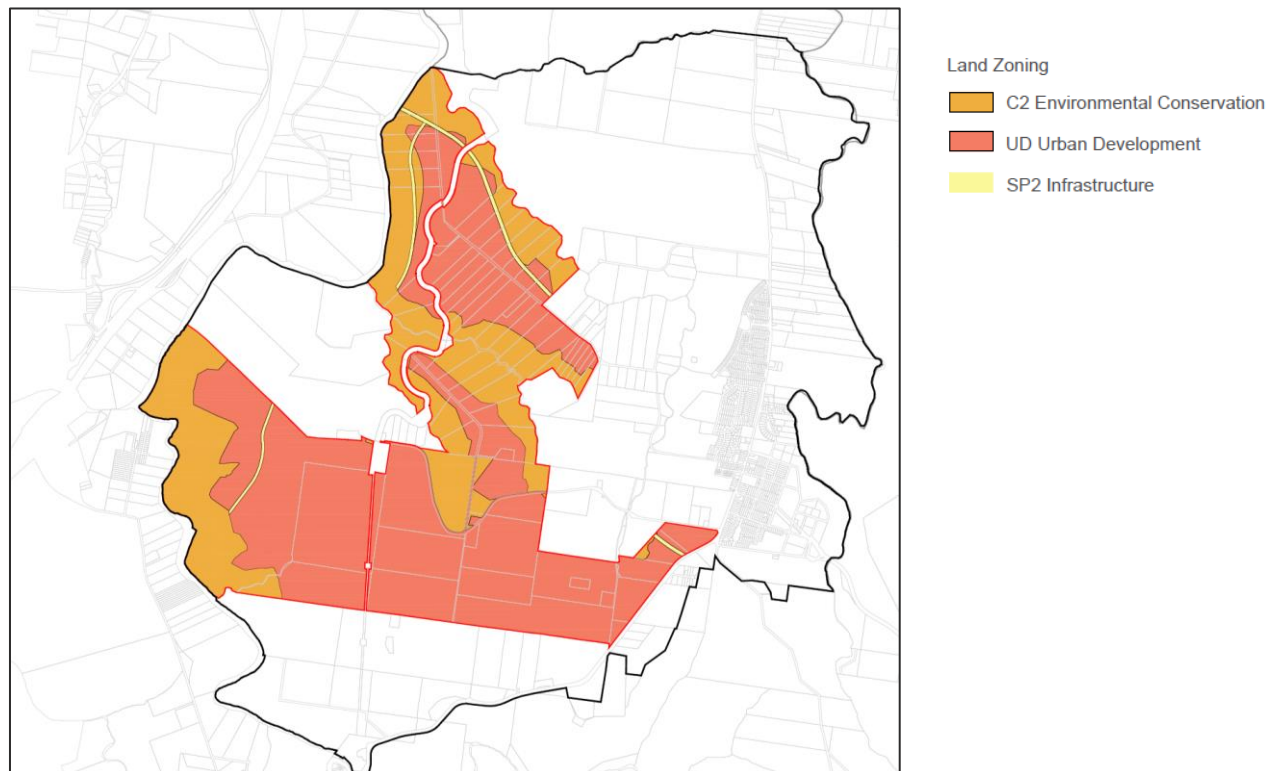 Land Zoning
C2 Environmental Conservation
UD Urban Development
SP2 Infrastructure